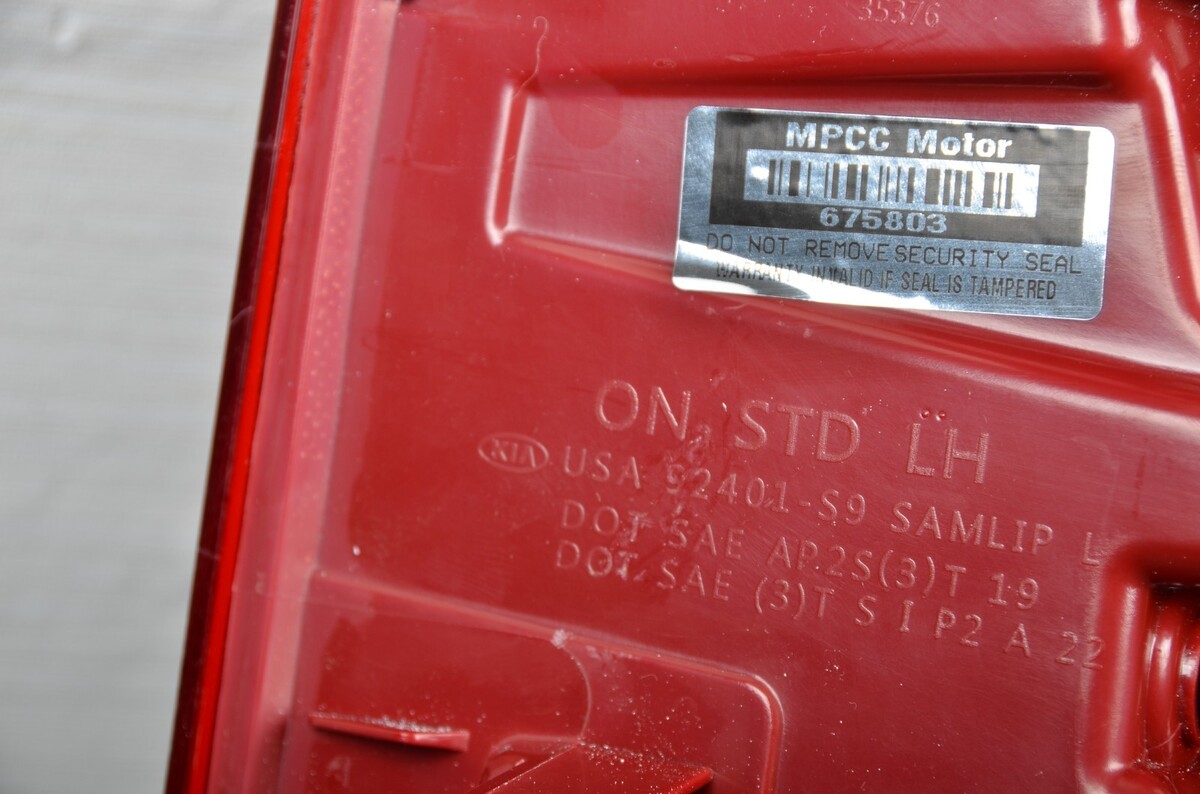 35376
MPCC Motor
675803
DO NOT REMOVE SECURITY SEAL
WARRANTY INVALID IF SEAL IS TAMPERED
ON STD L̈H
KIA USA 92401-S9 SAMLIP L
DOT SAE AP2S(3)T 19
DOT SAE (3)T S I P2 A 22